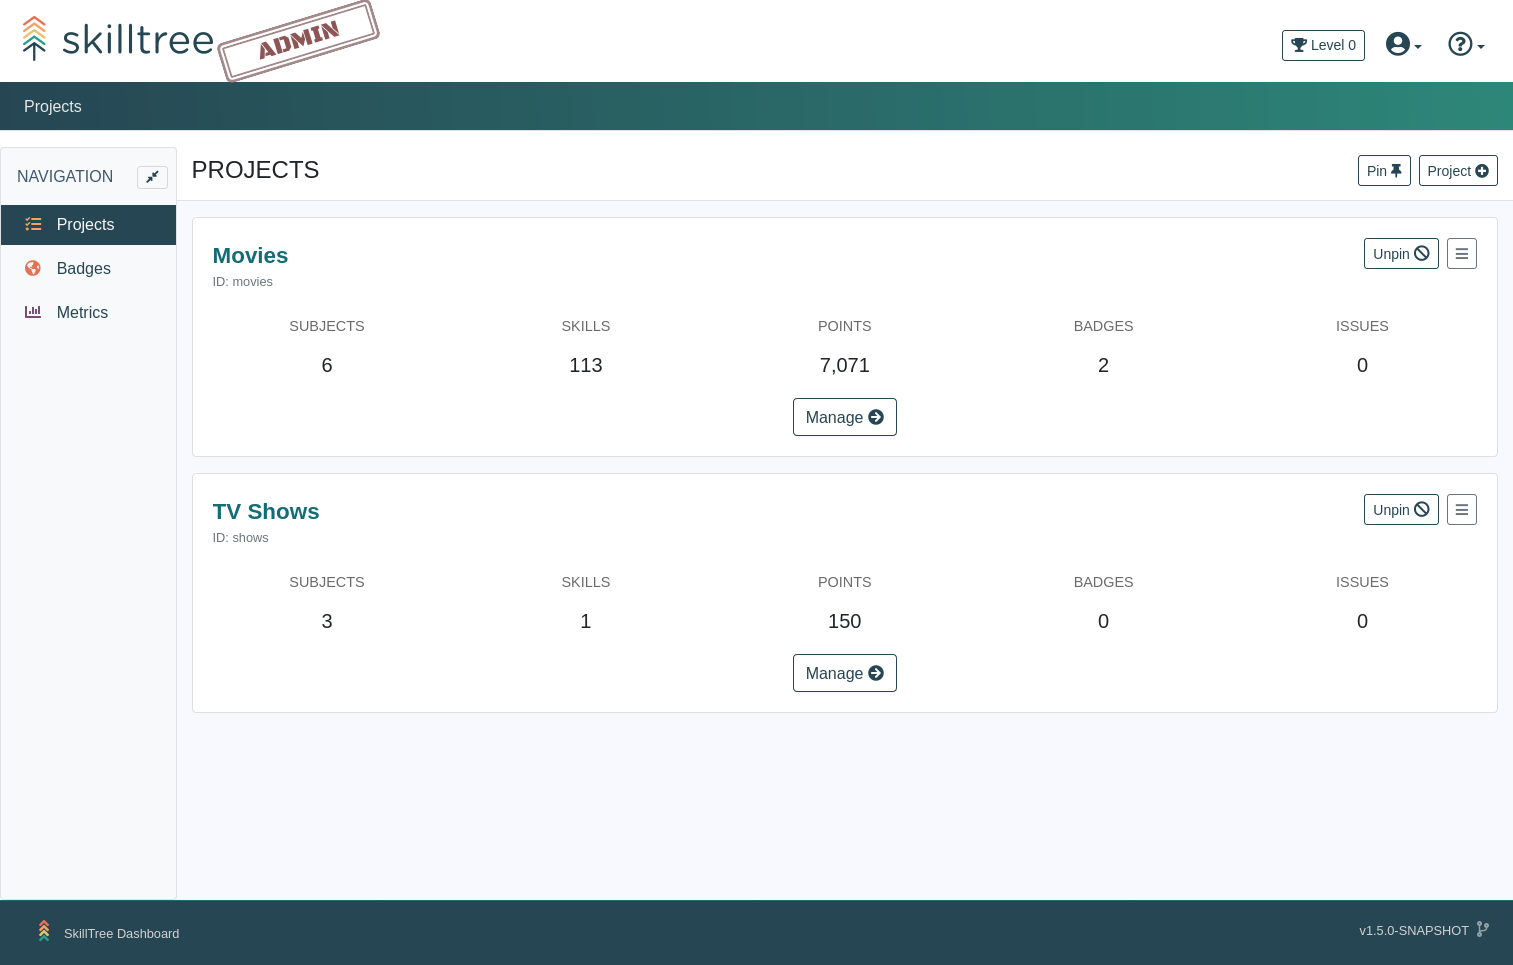 skilltree
ADMIN
Level 0
Projects
NAVIGATION
Projects
Badges
Metrics
PROJECTS
Pin
Project
Movies
ID: movies
Unpin
SUBJECTS SKILLS POINTS BADGES ISSUES
6 113 7,071 2 0
Manage
TV Shows
ID: shows
Unpin
SUBJECTS SKILLS POINTS BADGES ISSUES
3 1 150 0 0
Manage
SkillTree Dashboard
v1.5.0-SNAPSHOT